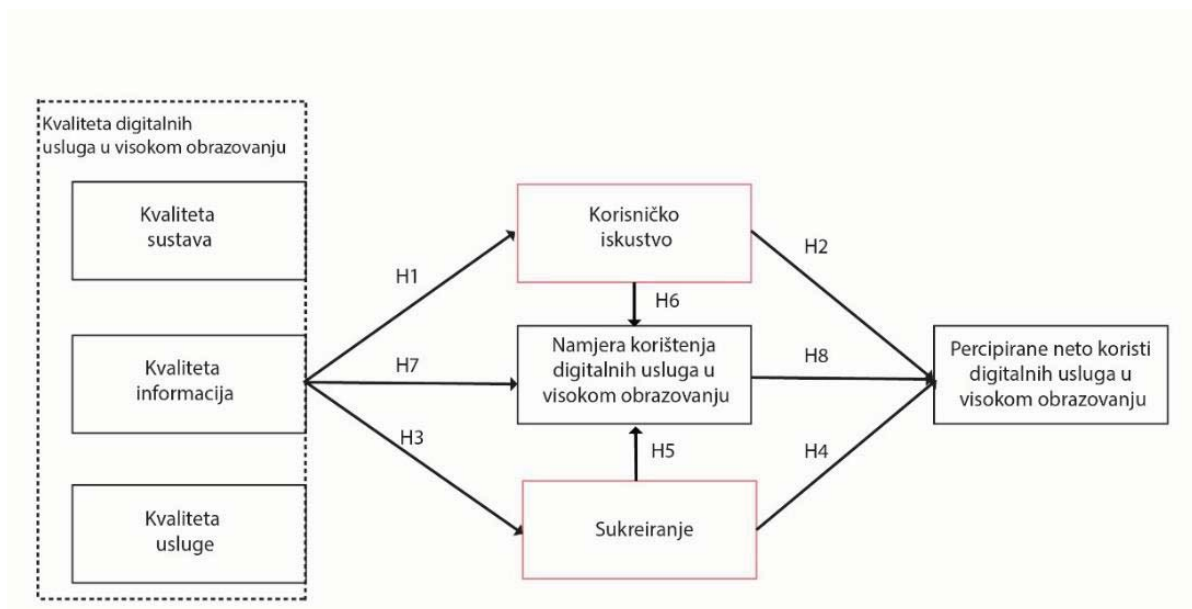 Kvaliteta digitalnih
usluga u visokom obrazovanju
Kvaliteta
sustava
Kvaliteta
informacija
Kvaliteta
usluge
H1
H7
H3
Korisničko
iskustvo
H6
Namjera korištenja
digitalnih usluga u
visokom obrazovanju
H5
Sukreiranje
H2
H8
H4
Percipirane neto koristi
digitalnih usluga u
visokom obrazovanju